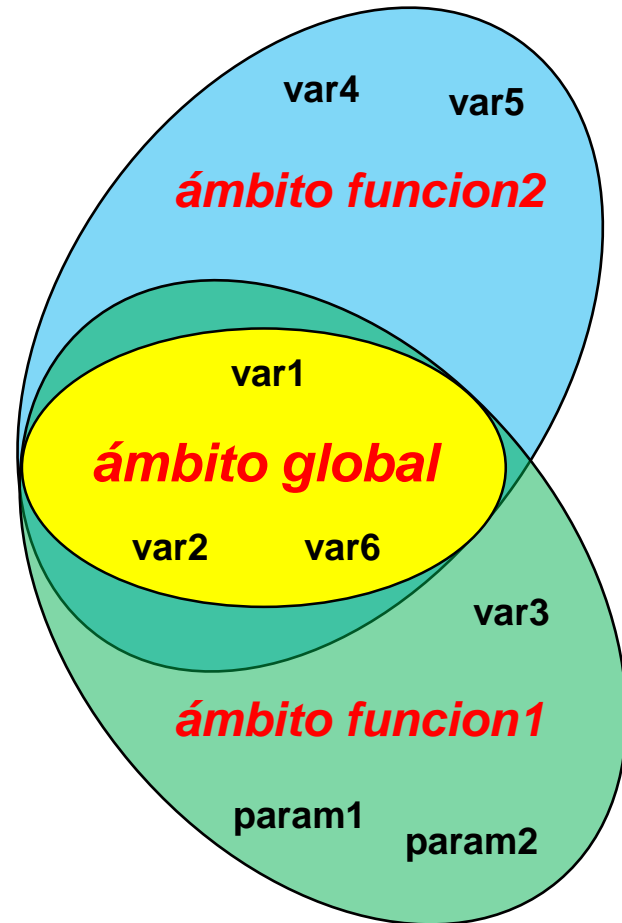 var4 var5
ámbito funcion2
var1
ámbito global
var2 var6
var3
ámbito funcion1
param1 param2